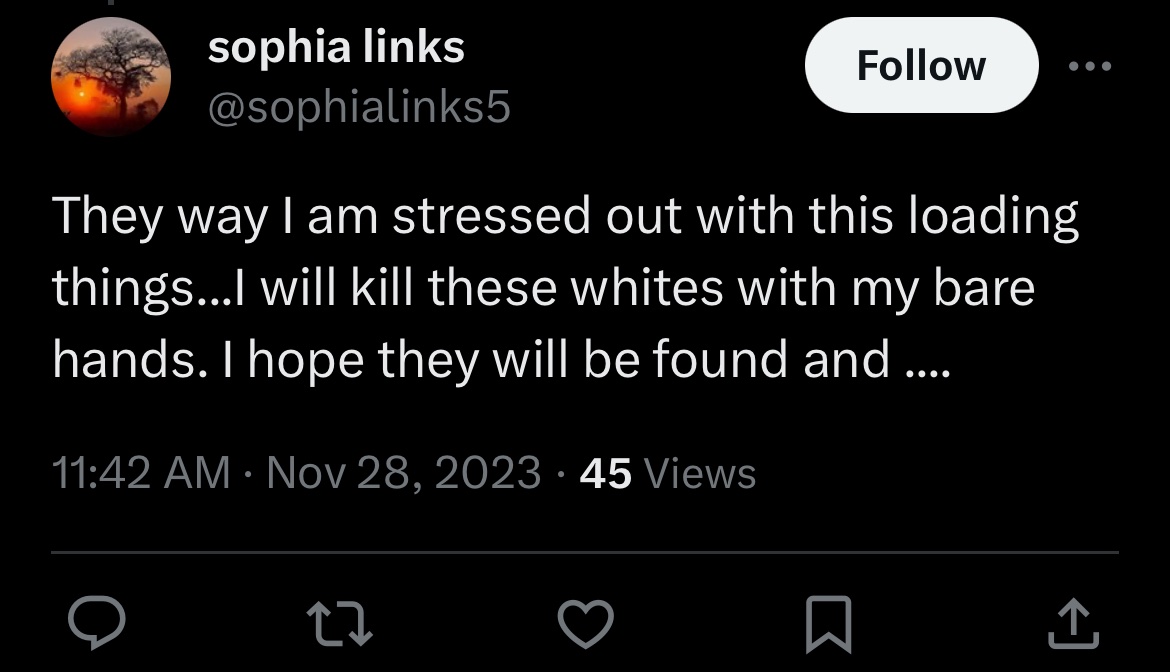 sophia links
@sophialinks5
Follow
They way I am stressed out with this loading
things...I will kill these whites with my bare
hands. I hope they will be found and ....
11:42 AM · Nov 28, 2023 · 45 Views